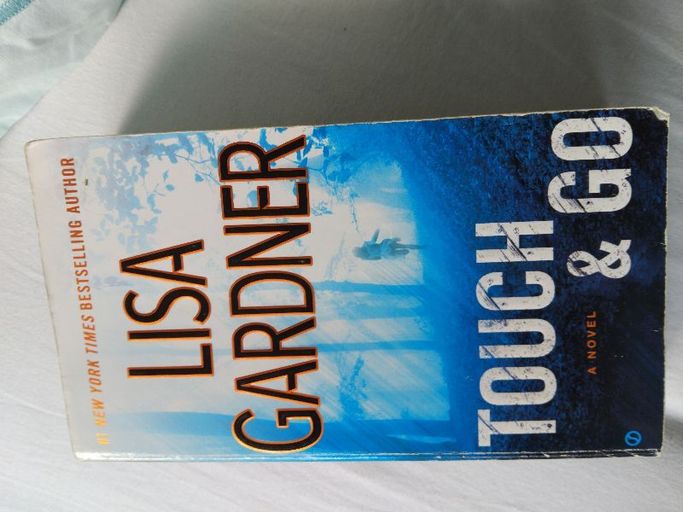 #1 NEW YORK TIMES BESTSELLING AUTHOR
LISA
GARDNER
TOUCH
& GO
A NOVEL